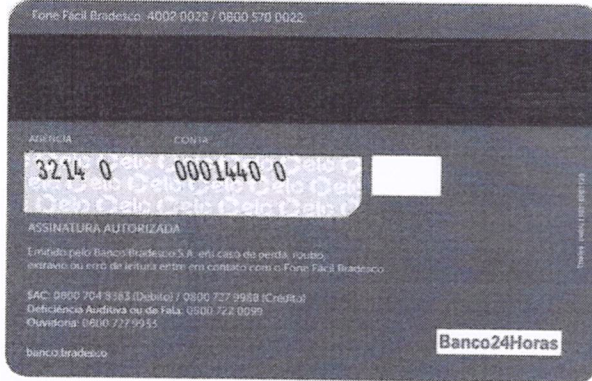 Fone Fácil Bradesco: 4002 0022 / 0800 570 0022
AGÊNCIA CONTA
3214 0 0001440 0
elo
ASSINATURA AUTORIZADA
Emitido pelo Banco Bradesco S.A. em caso de perda, roubo,
extravio ou erro de leitura entre em contato com o Fone Fácil Bradesco
SAC: 0800 704 8383 (Débito) / 0800 727 9988 (Crédito)
Deficiência Auditiva ou de Fala: 0800 722 0099
Ouvidoria: 0800 727 9933
banco.bradesco
Banco24Horas